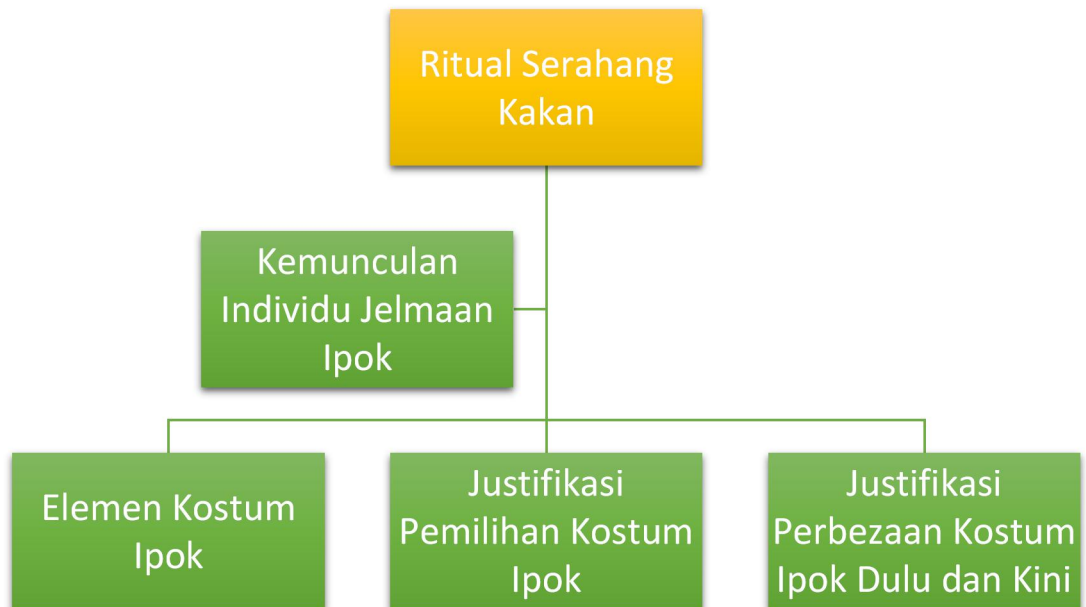 Ritual Serahang
Kakan
Kemunculan
Individu Jelmaan
Ipok
Elemen Kostum
Ipok
Justifikasi
Pemilihan Kostum
Ipok
Justifikasi
Perbezaan Kostum
Ipok Dulu dan Kini